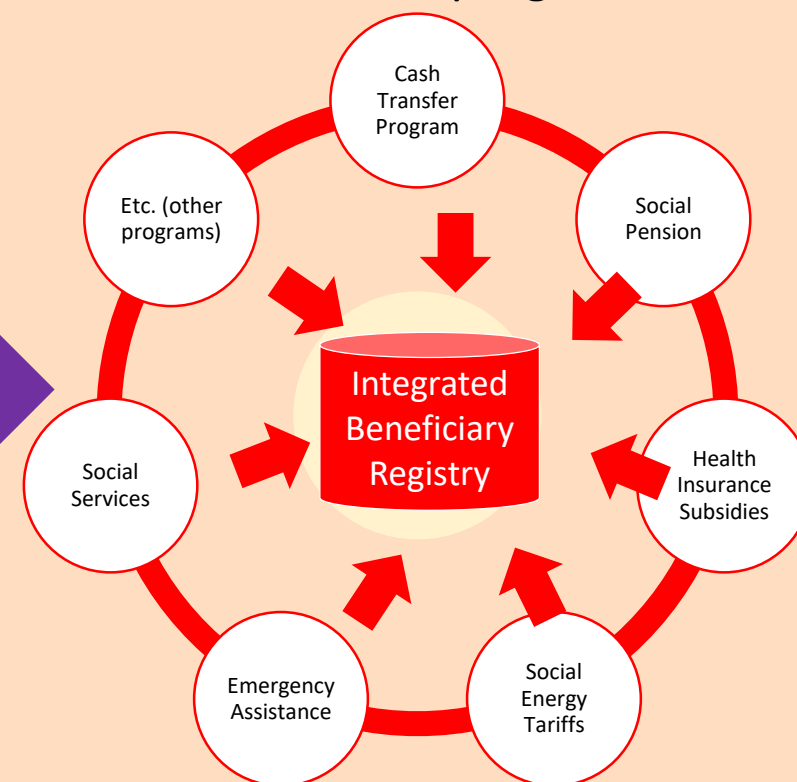 Cash
Transfer
Program
Social
Pension
Health
Insurance
Subsidies
Social
Energy
Tariffs
Emergency
Assistance
Social
Services
Etc. (other
programs)
Integrated
Beneficiary
Registry